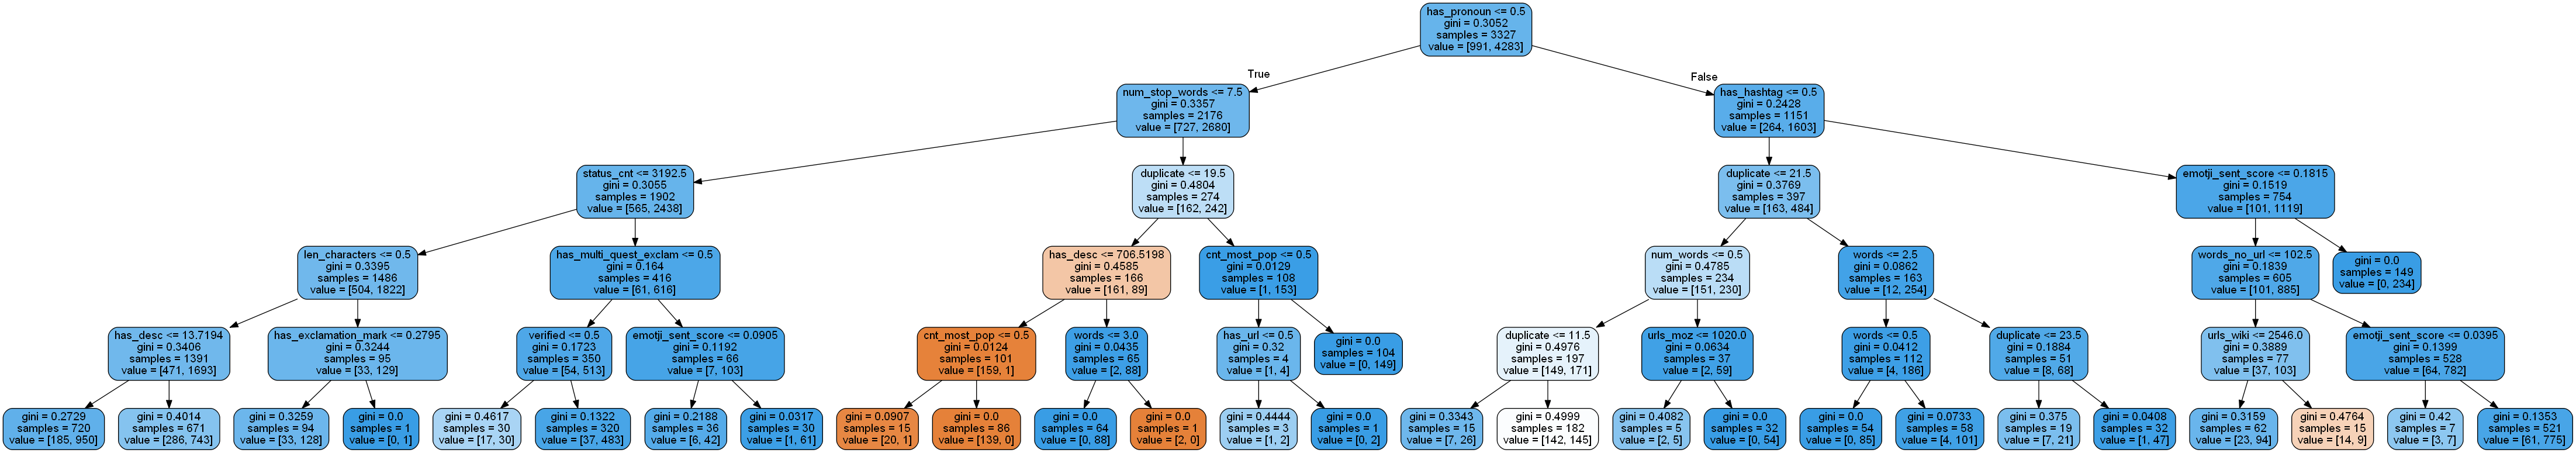 has_pronoun <= 0.5
gini = 0.3052
samples = 3327
value = [991, 4283]
True
False
num_stop_words <= 7.5
gini = 0.3357
samples = 2176
value = [727, 2680]
has_hashtag <= 0.5
gini = 0.2428
samples = 1151
value = [264, 1603]
status_cnt <= 3192.5
gini = 0.3055
samples = 1902
value = [565, 2438]
duplicate <= 19.5
gini = 0.4804
samples = 274
value = [162, 242]
duplicate <= 21.5
gini = 0.3769
samples = 397
value = [163, 484]
emotji_sent_score <= 0.1815
gini = 0.1519
samples = 754
value = [101, 1119]
len_characters <= 0.5
gini = 0.3395
samples = 1486
value = [504, 1822]
has_multi_quest_exclam <= 0.5
gini = 0.164
samples = 416
value = [61, 616]
has_desc <= 706.5198
gini = 0.4585
samples = 166
value = [161, 89]
cnt_most_pop <= 0.5
gini = 0.0129
samples = 108
value = [1, 153]
num_words <= 0.5
gini = 0.4785
samples = 234
value = [151, 230]
words <= 2.5
gini = 0.0862
samples = 163
value = [12, 254]
words_no_url <= 102.5
gini = 0.1839
samples = 605
value = [101, 885]
gini = 0.0
samples = 149
value = [0, 234]
has_desc <= 13.7194
gini = 0.3406
samples = 1391
value = [471, 1693]
has_exclamation_mark <= 0.2795
gini = 0.3244
samples = 95
value = [33, 129]
verified <= 0.5
gini = 0.1723
samples = 350
value = [54, 513]
emotji_sent_score <= 0.0905
gini = 0.1192
samples = 66
value = [7, 103]
cnt_most_pop <= 0.5
gini = 0.0124
samples = 101
value = [159, 1]
words <= 3.0
gini = 0.0435
samples = 65
value = [2, 88]
has_url <= 0.5
gini = 0.32
samples = 4
value = [1, 4]
gini = 0.0
samples = 104
value = [0, 149]
duplicate <= 11.5
gini = 0.4976
samples = 197
value = [149, 171]
urls_moz <= 1020.0
gini = 0.0634
samples = 37
value = [2, 59]
words <= 0.5
gini = 0.0412
samples = 112
value = [4, 186]
duplicate <= 23.5
gini = 0.1884
samples = 51
value = [8, 68]
urls_wiki <= 2546.0
gini = 0.3889
samples = 77
value = [37, 103]
emotji_sent_score <= 0.0395
gini = 0.1399
samples = 528
value = [64, 782]
gini = 0.2729
samples = 720
value = [185, 950]
gini = 0.4014
samples = 671
value = [286, 743]
gini = 0.3259
samples = 94
value = [33, 128]
gini = 0.0
samples = 1
value = [0, 1]
gini = 0.4617
samples = 30
value = [17, 30]
gini = 0.1322
samples = 320
value = [37, 483]
gini = 0.2188
samples = 36
value = [6, 42]
gini = 0.0317
samples = 30
value = [1, 61]
gini = 0.0907
samples = 15
value = [20, 1]
gini = 0.0
samples = 86
value = [139, 0]
gini = 0.0
samples = 64
value = [0, 88]
gini = 0.0
samples = 1
value = [2, 0]
gini = 0.4444
samples = 3
value = [1, 2]
gini = 0.0
samples = 1
value = [0, 2]
gini = 0.3343
samples = 15
value = [7, 26]
gini = 0.4999
samples = 182
value = [142, 145]
gini = 0.4082
samples = 5
value = [2, 5]
gini = 0.0
samples = 32
value = [0, 54]
gini = 0.0
samples = 54
value = [0, 85]
gini = 0.0733
samples = 58
value = [4, 101]
gini = 0.375
samples = 19
value = [7, 21]
gini = 0.0408
samples = 32
value = [1, 47]
gini = 0.3159
samples = 62
value = [23, 94]
gini = 0.4764
samples = 15
value = [14, 9]
gini = 0.42
samples = 7
value = [3, 7]
gini = 0.1353
samples = 521
value = [61, 775]